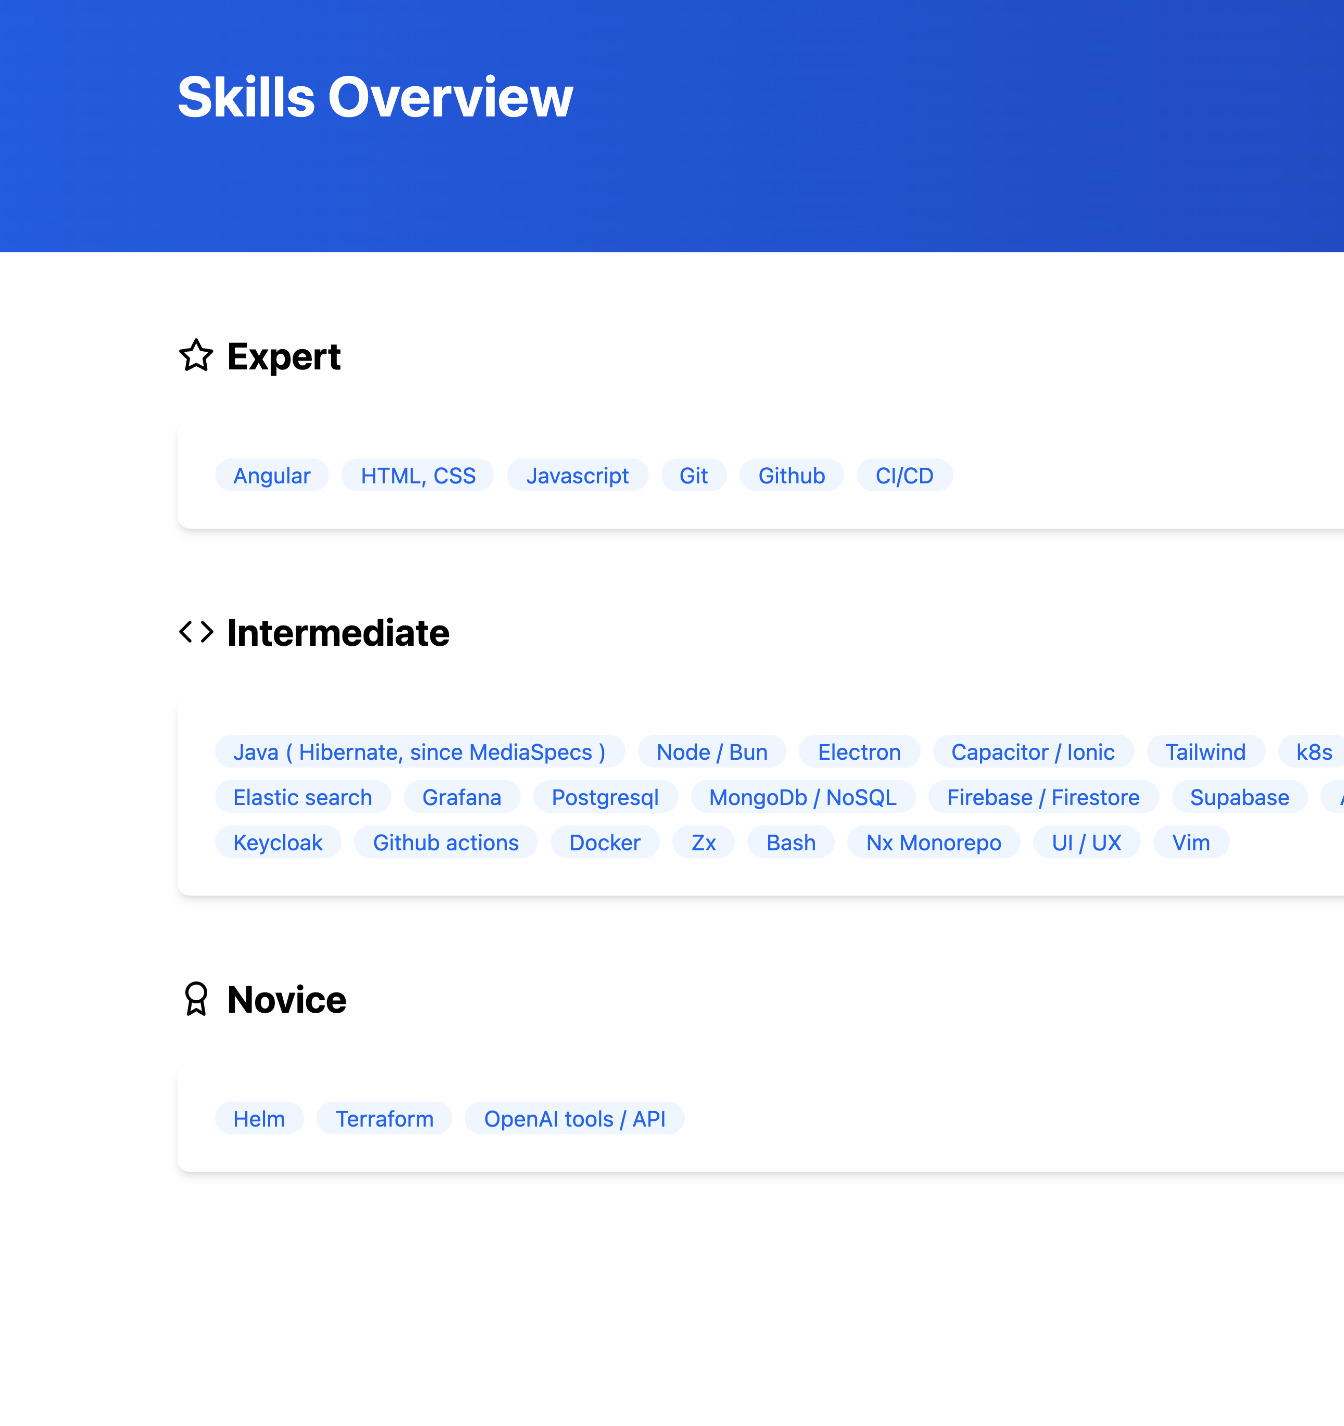 Skills Overview
Expert
Angular HTML, CSS Javascript Git Github CI/CD
Intermediate
Java ( Hibernate, since MediaSpecs ) Node / Bun Electron Capacitor / Ionic Tailwind k8s
Elastic search Grafana Postgresql MongoDb / NoSQL Firebase / Firestore Supabase
Keycloak Github actions Docker Zx Bash Nx Monorepo UI / UX Vim
Novice
Helm Terraform OpenAI tools / API